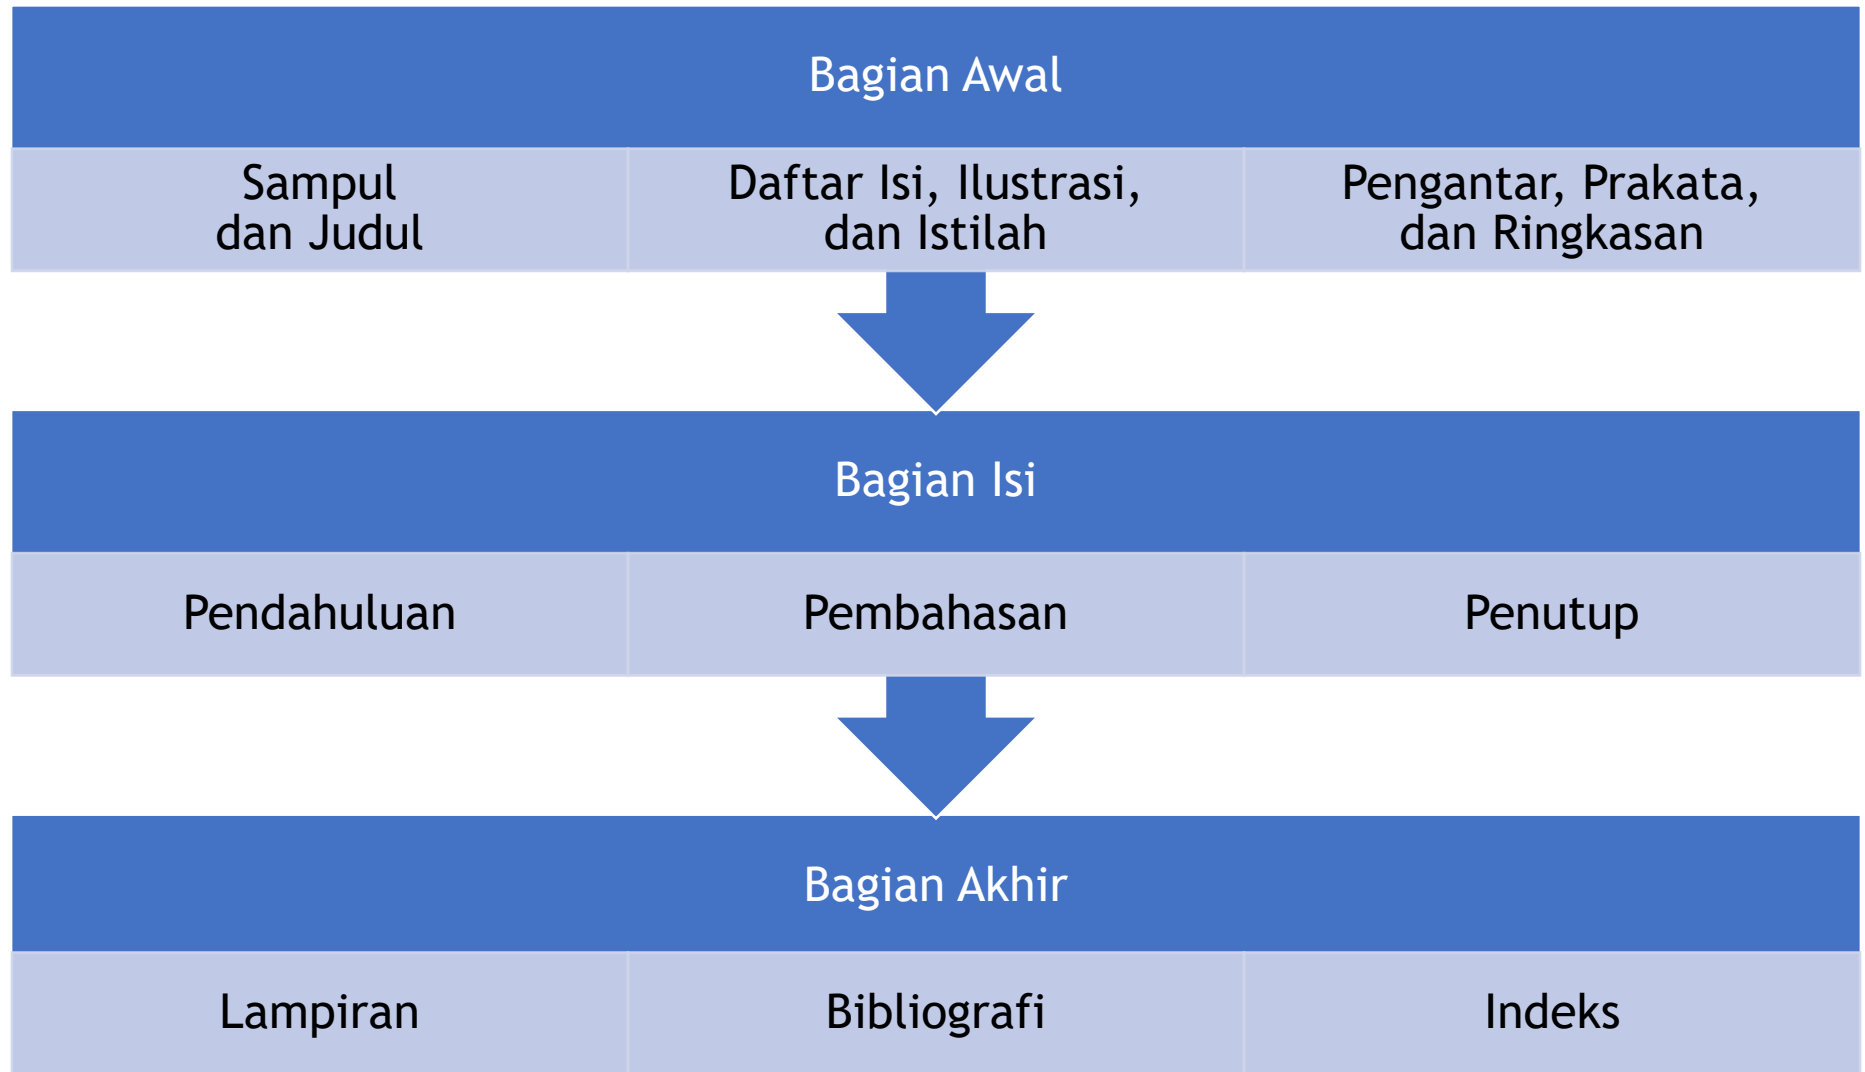 Bagian Awal
Sampul
dan Judul
Daftar Isi, Ilustrasi,
dan Istilah
Pengantar, Prakata,
dan Ringkasan
Bagian Isi
Pendahuluan
Pembahasan
Penutup
Bagian Akhir
Lampiran
Bibliografi
Indeks